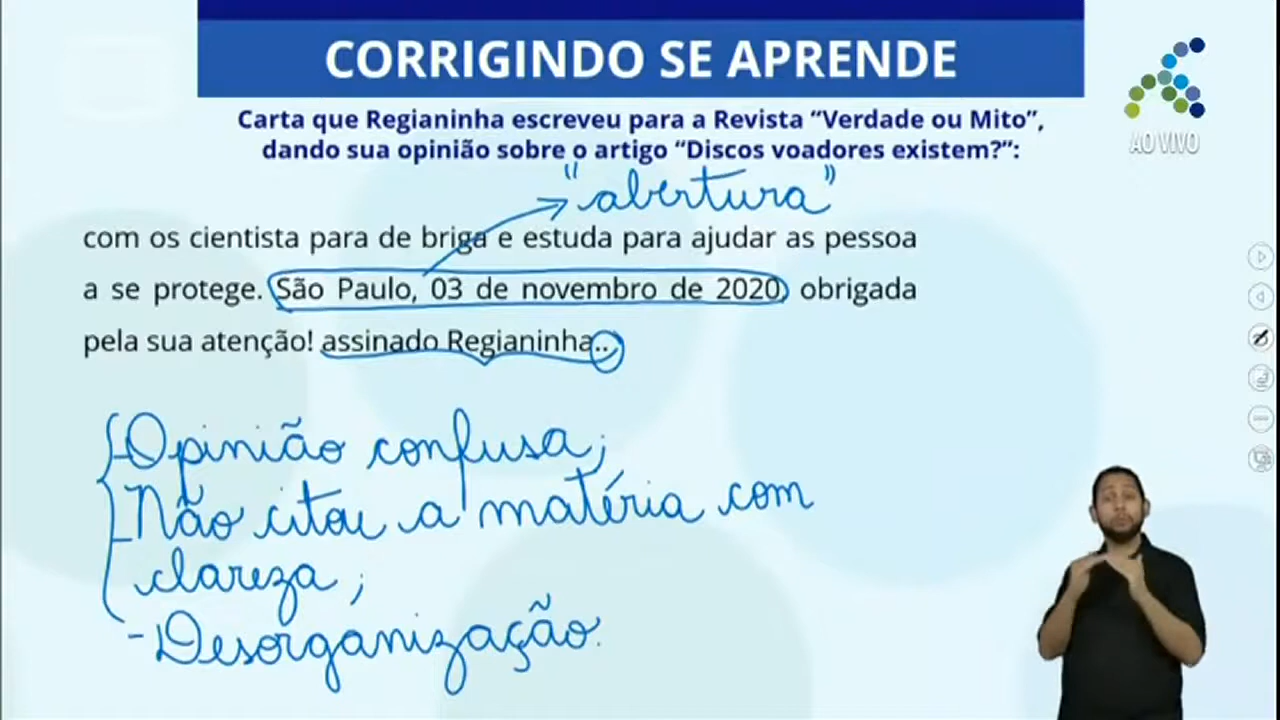 CORRIGINDO SE APRENDE
Carta que Regianinha escreveu para a Revista “Verdade ou Mito”,
dando sua opinião sobre o artigo “Discos voadores existem?”:
AO VIVO
"abertura"
com os cientista para de briga e estuda para ajudar as pessoa
a se protege. São Paulo, 03 de novembro de 2020, obrigada
pela sua atenção! assinado Regianinha..
- Opinião confusa;
- Não citou a matéria com
clareza;
- Desorganização.